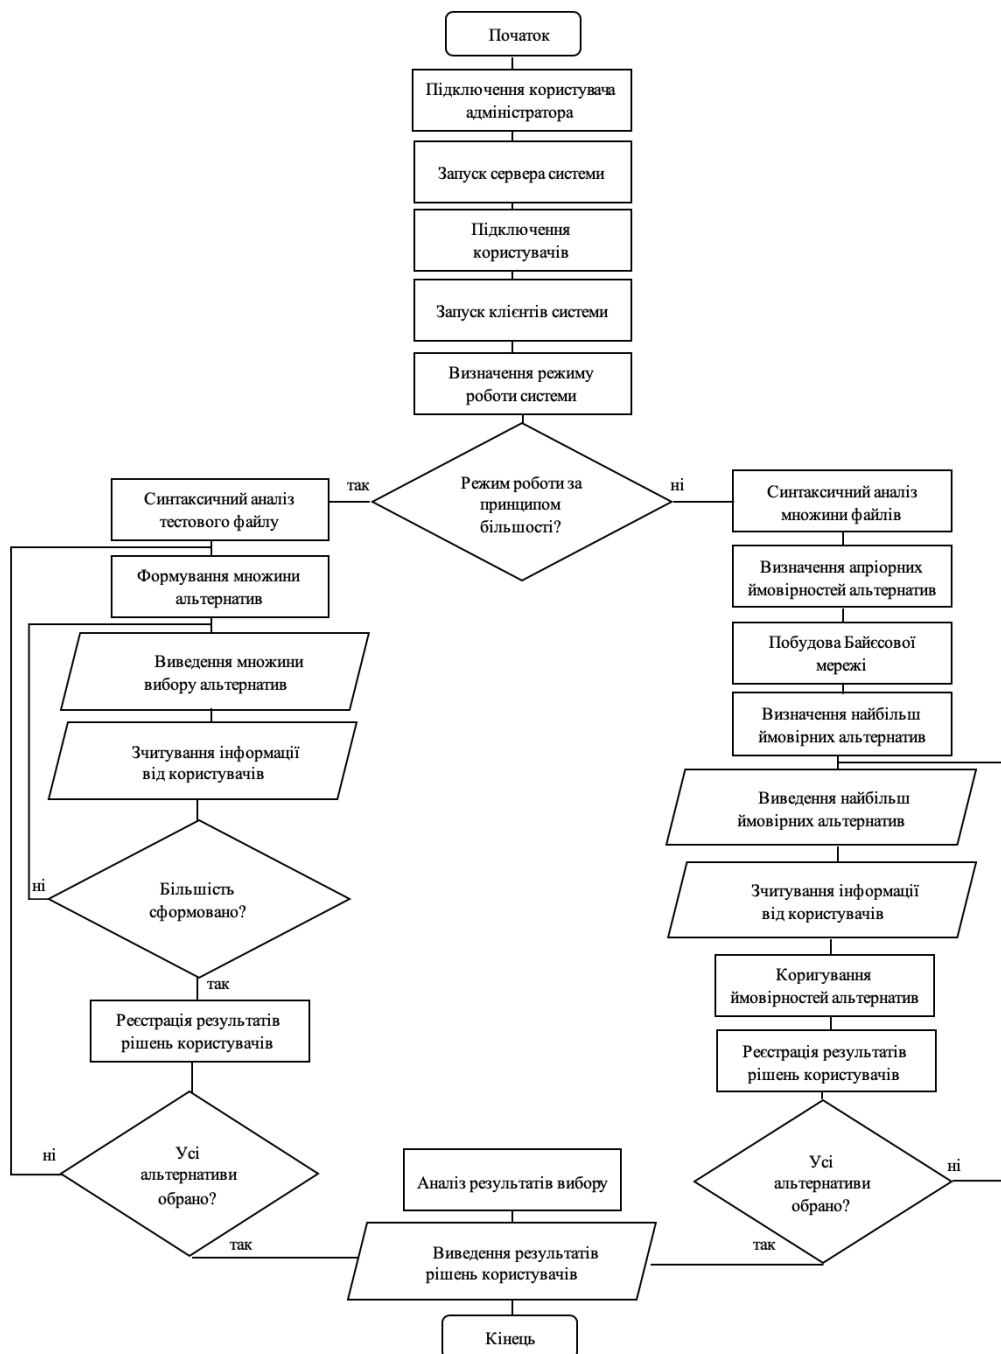 Початок
Підключення користувача
адміністратора
Запуск сервера системи
Підключення
користувачів
Запуск клієнтів системи
Визначення режиму
роботи системи
Режим роботи за
принципом
більшості?
так
ні
Синтаксичний аналіз
тестового файлу
Формування множини
альтернатив
Виведення множини
вибору альтернатив
Зчитування інформації
від користувачів
Більшість
сформовано?
ні
так
Реєстрація результатів
рішень користувачів
Усі
альтернативи
обрано?
ні
так
Синтаксичний аналіз
множини файлів
Визначення апріорних
ймовірностей альтернатив
Побудова Байєсової
мережі
Визначення найбільш
ймовірних альтернатив
Виведення найбільш
ймовірних альтернатив
Зчитування інформації
від користувачів
Коригування
ймовірностей альтернатив
Реєстрація результатів
рішень користувачів
Усі
альтернативи
обрано?
ні
так
Аналіз результатів вибору
Виведення результатів
рішень користувачів
Кінець